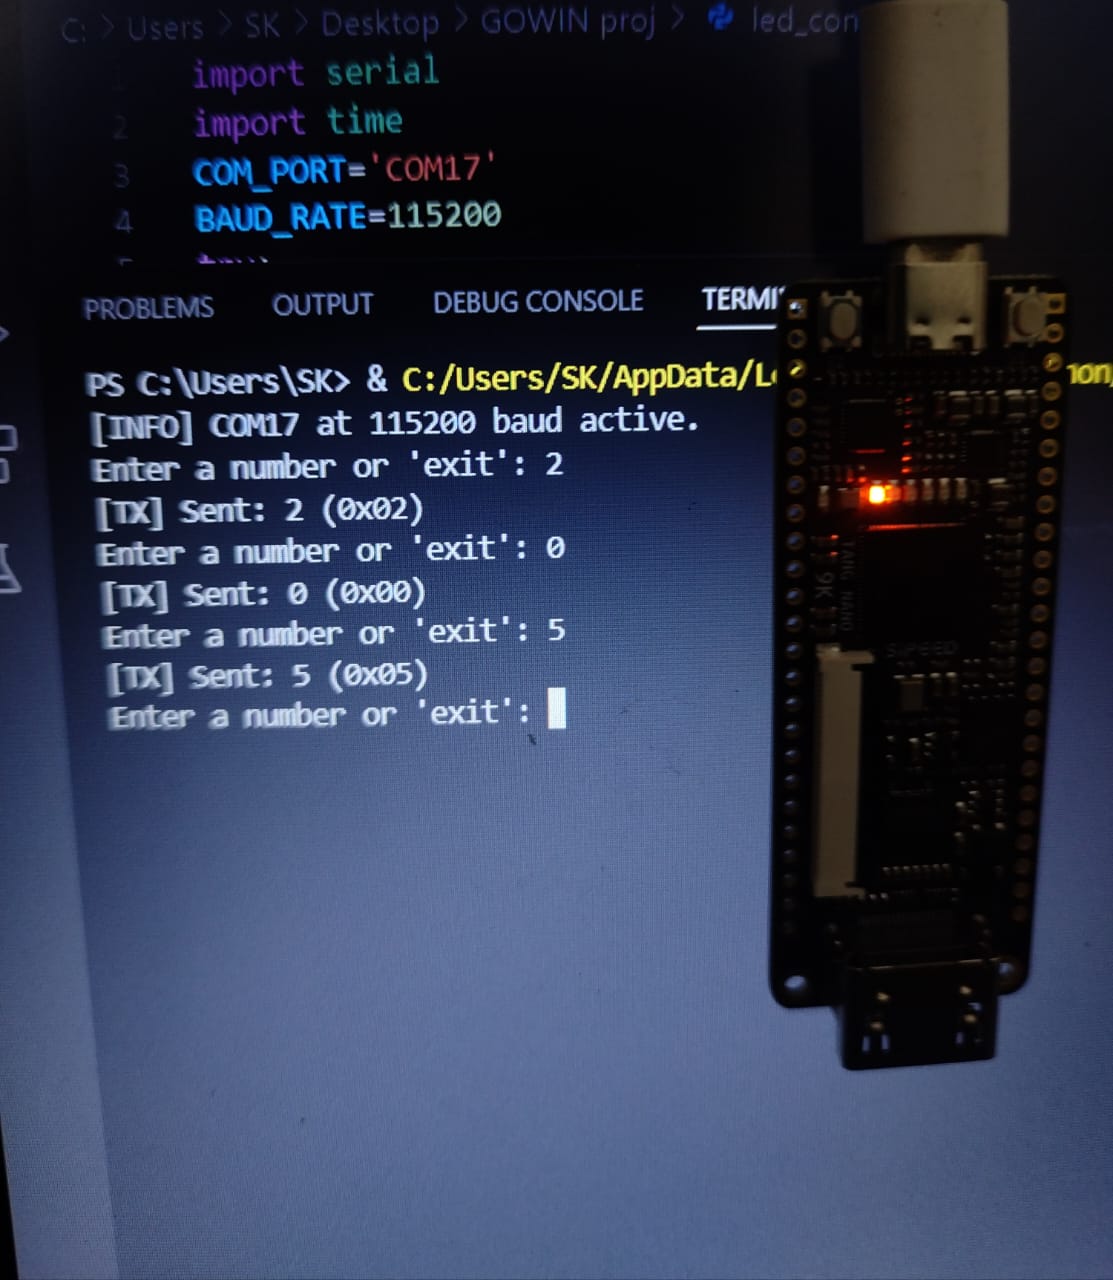 C: > Users > SK > Desktop > GOWIN proj > led_con
1 import serial
2 import time
3 COM_PORT='COM17'
4 BAUD_RATE=115200
PROBLEMS OUTPUT DEBUG CONSOLE TERMI
PS C:\Users\SK> & C:/Users/SK/AppData/L
[INFO] COM17 at 115200 baud active.
Enter a number or 'exit': 2
[TX] Sent: 2 (0x02)
Enter a number or 'exit': 0
[TX] Sent: 0 (0x00)
Enter a number or 'exit': 5
[TX] Sent: 5 (0x05)
Enter a number or 'exit':
TANG NANO
9K
SIPEED